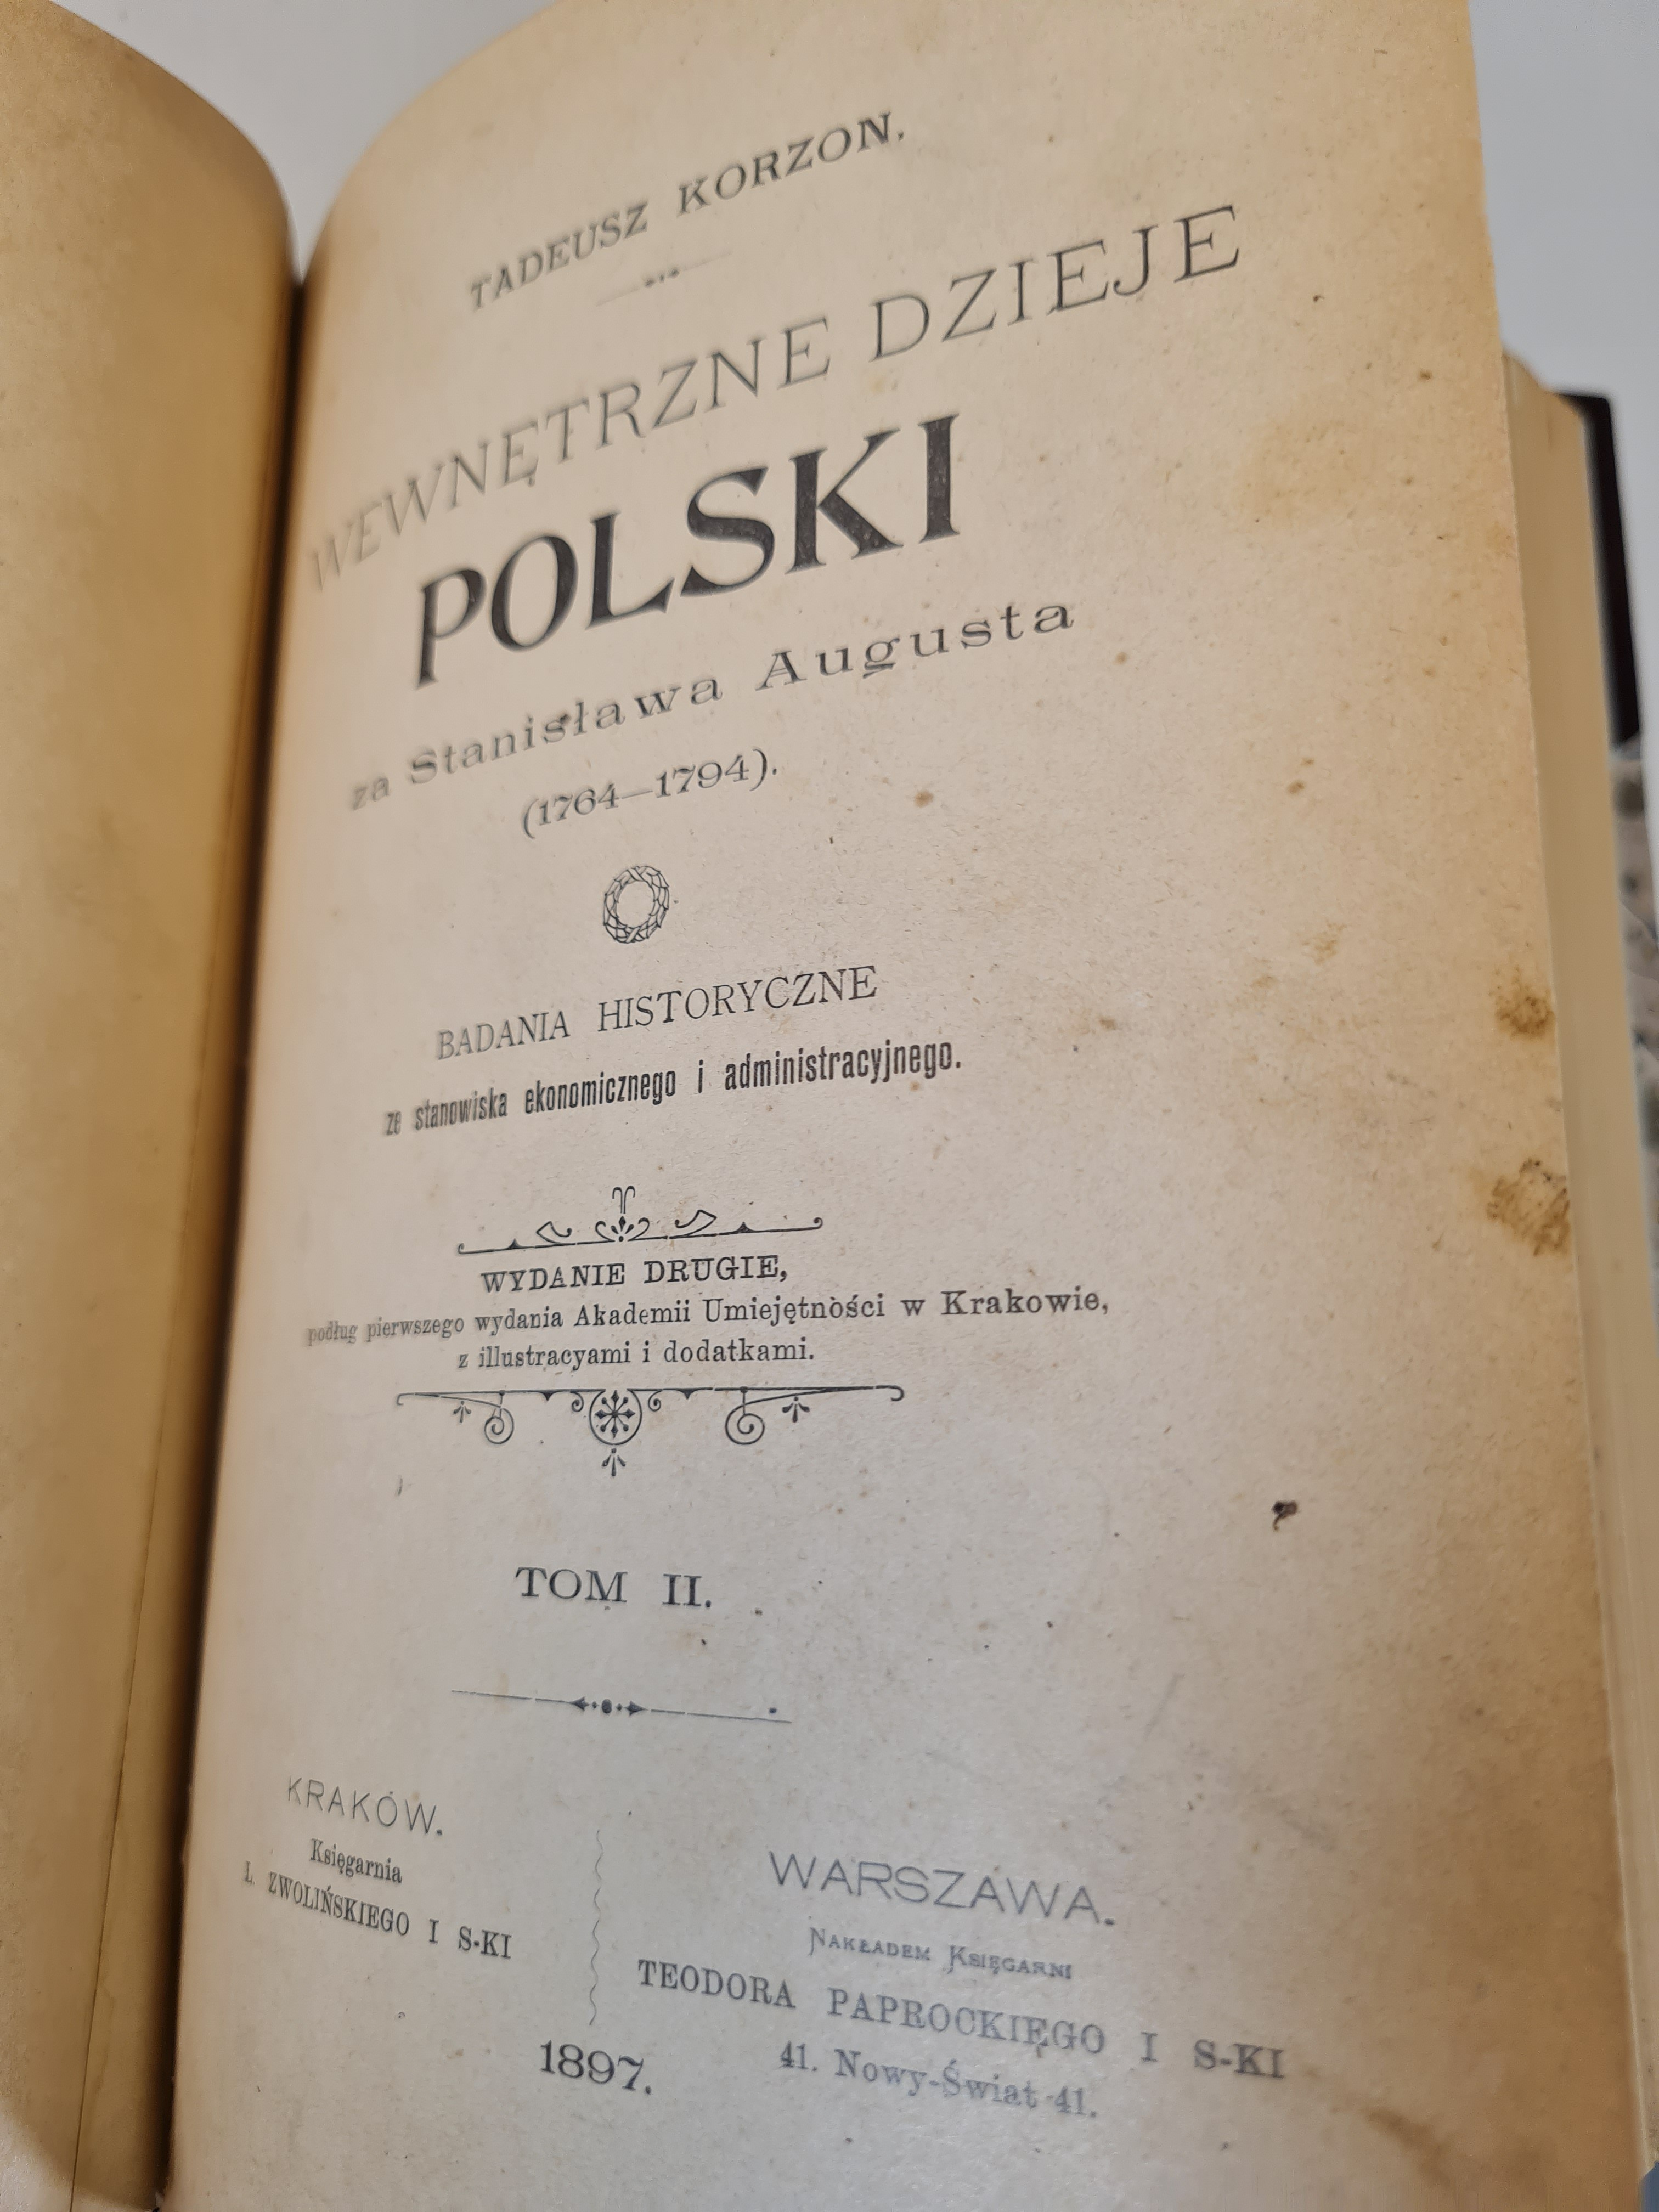 TADEUSZ KORZON.
WEWNĘTRZNE DZIEJE
POLSKI
za Stanisława Augusta
(1764—1794).
BADANIA HISTORYCZNE
ze stanowiska ekonomicznego i administracyjnego.
WYDANIE DRUGIE,
podług pierwszego wydania Akademii Umiejętności w Krakowie,
z illustracyami i dodatkami.
TOM II.
KRAKÓW.
Księgarnia
L. ZWOLIŃSKIEGO I S-KI
WARSZAWA.
NAKŁADEM KSIĘGARNI
TEODORA PAPROCKIEGO I S-KI
41. Nowy-Świat 41.
1897.